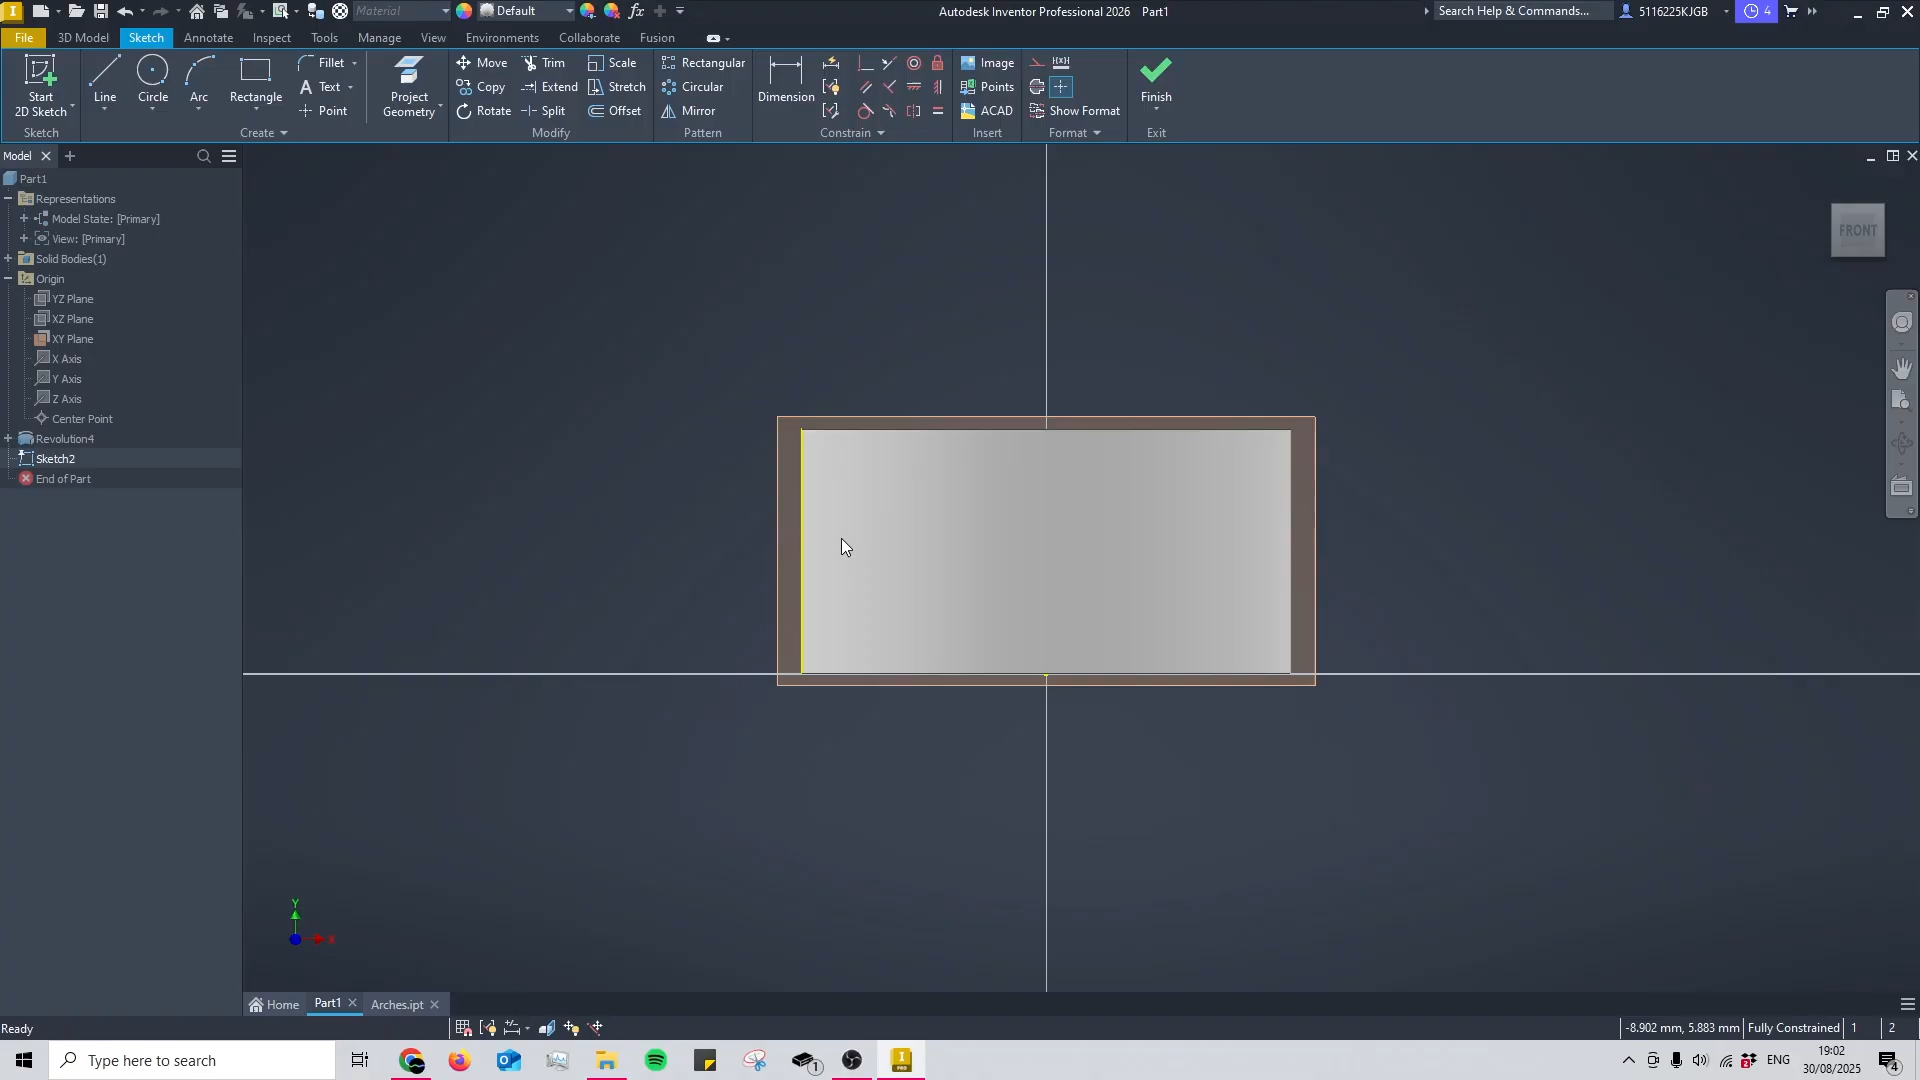 Material
Default
fx
Autodesk Inventor Professional 2026 Part1
Search Help & Commands...
5116225KJGB
4
File
3D Model
Sketch
Annotate
Inspect
Tools
Manage
View
Environments
Collaborate
Fusion
Start
2D Sketch
Line
Circle
Arc
Rectangle
Fillet
Text
Point
Project
Geometry
Move
Copy
Rotate
Trim
Extend
Split
Scale
Stretch
Offset
Rectangular
Circular
Mirror
Dimension
Image
Points
ACAD
Show Format
Finish
Sketch
Create
Modify
Pattern
Constrain
Insert
Format
Exit
Model
Part1
Representations
Model State: [Primary]
View: [Primary]
Solid Bodies(1)
Origin
YZ Plane
XZ Plane
XY Plane
X Axis
Y Axis
Z Axis
Center Point
Revolution4
Sketch2
End of Part
FRONT
Y
X
Home
Part1
Arches.ipt
Ready
-8.902 mm, 5.883 mm
Fully Constrained
1
2
Type here to search
1
I
PRO
ENG
19:02
30/08/2025
4